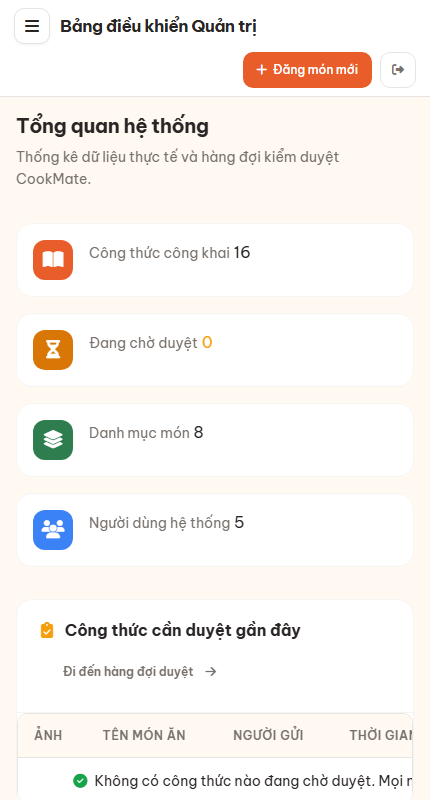 Bảng điều khiển Quản trị
Đăng món mới
Tổng quan hệ thống
Thống kê dữ liệu thực tế và hàng đợi kiểm duyệt
CookMate.
Công thức công khai 16
Đang chờ duyệt 0
Danh mục món 8
Người dùng hệ thống 5
Công thức cần duyệt gần đây
Đi đến hàng đợi duyệt
ẢNH TÊN MÓN ĂN NGƯỜI GỬI THỜI GIAN
Không có công thức nào đang chờ duyệt. Mọi